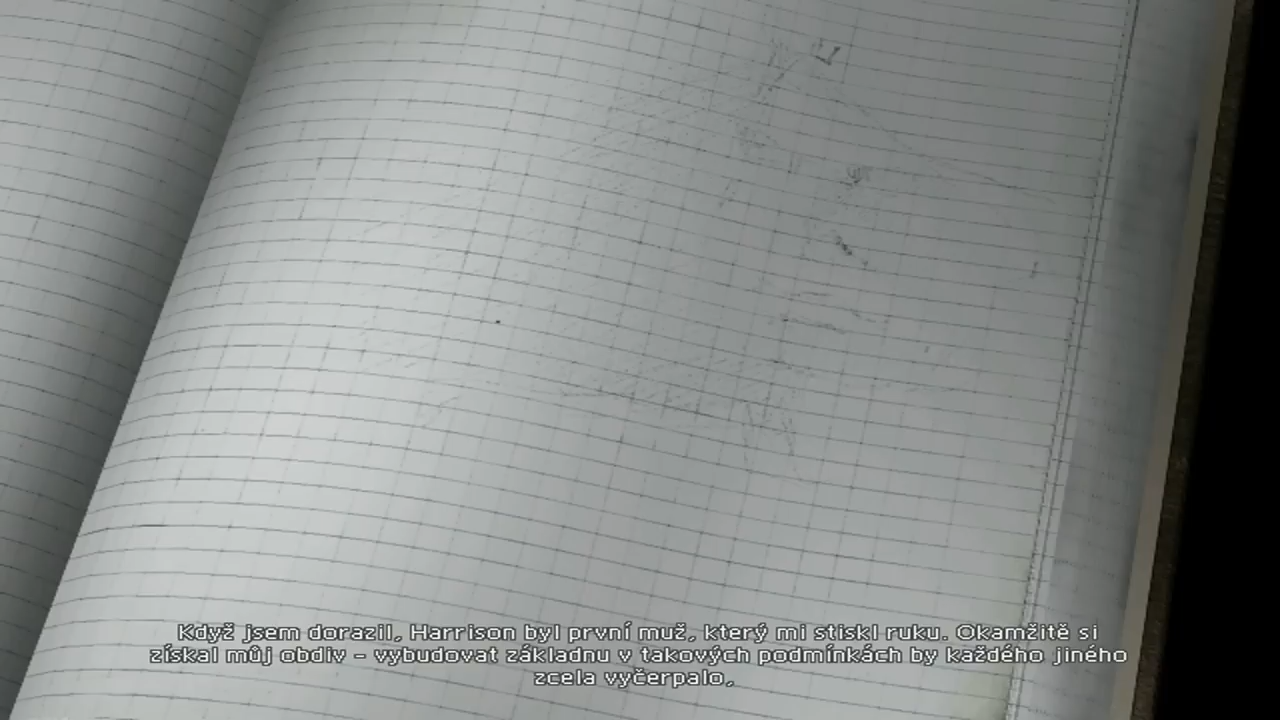 Když jsem dorazil, Harrison byl první muž, který mi stiskl ruku. Okamžitě si
získal můj obdiv - vybudovat základnu v takových podmínkách by každého jiného
zcela vyčerpalo.